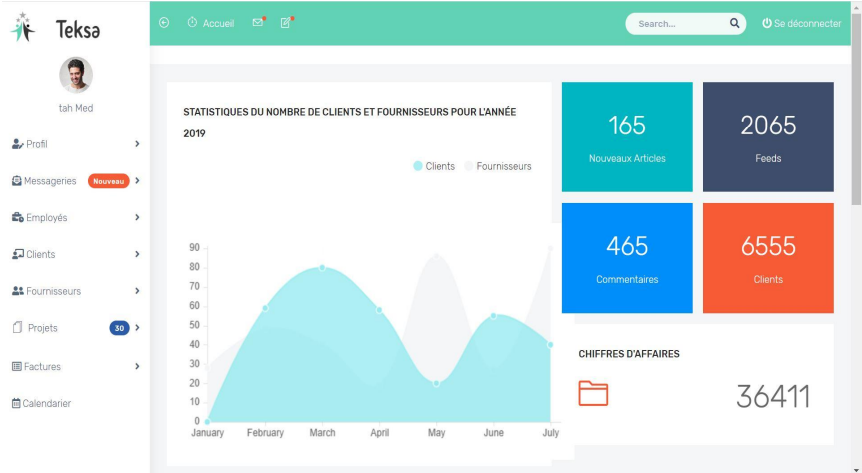 Teksa
Accueil
Search...
Se déconnecter
tah Med
Profil
Messageries Nouveau
Employés
Clients
Fournisseurs
Projets 30
Factures
Calendarier
STATISTIQUES DU NOMBRE DE CLIENTS ET FOURNISSEURS POUR L'ANNÉE
2019
Clients Fournisseurs
90
80
70
60
50
40
30
20
10
0
January February March April May June July
165
Nouveaux Articles
2065
Feeds
465
Commentaires
6555
Clients
CHIFFRES D'AFFAIRES
36411